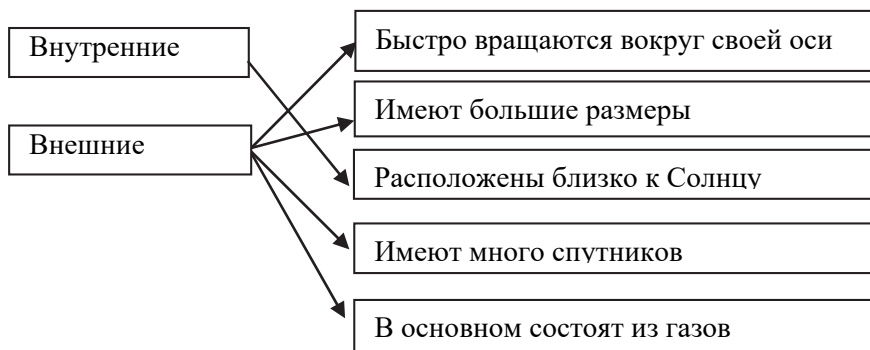 Внутренние
Внешние
Быстро вращаются вокруг своей оси
Имеют большие размеры
Расположены близко к Солнцу
Имеют много спутников
В основном состоят из газов